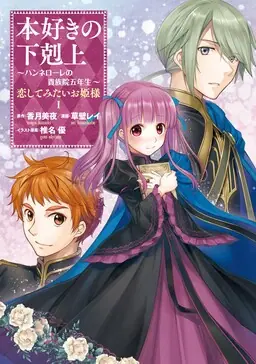 本好きの
下剋上
～ハンネローレの
貴族院五年生～
恋してみたいお姫様
1
原作：香月美夜 漫画：草壁レイ
イラスト原案：椎名 優